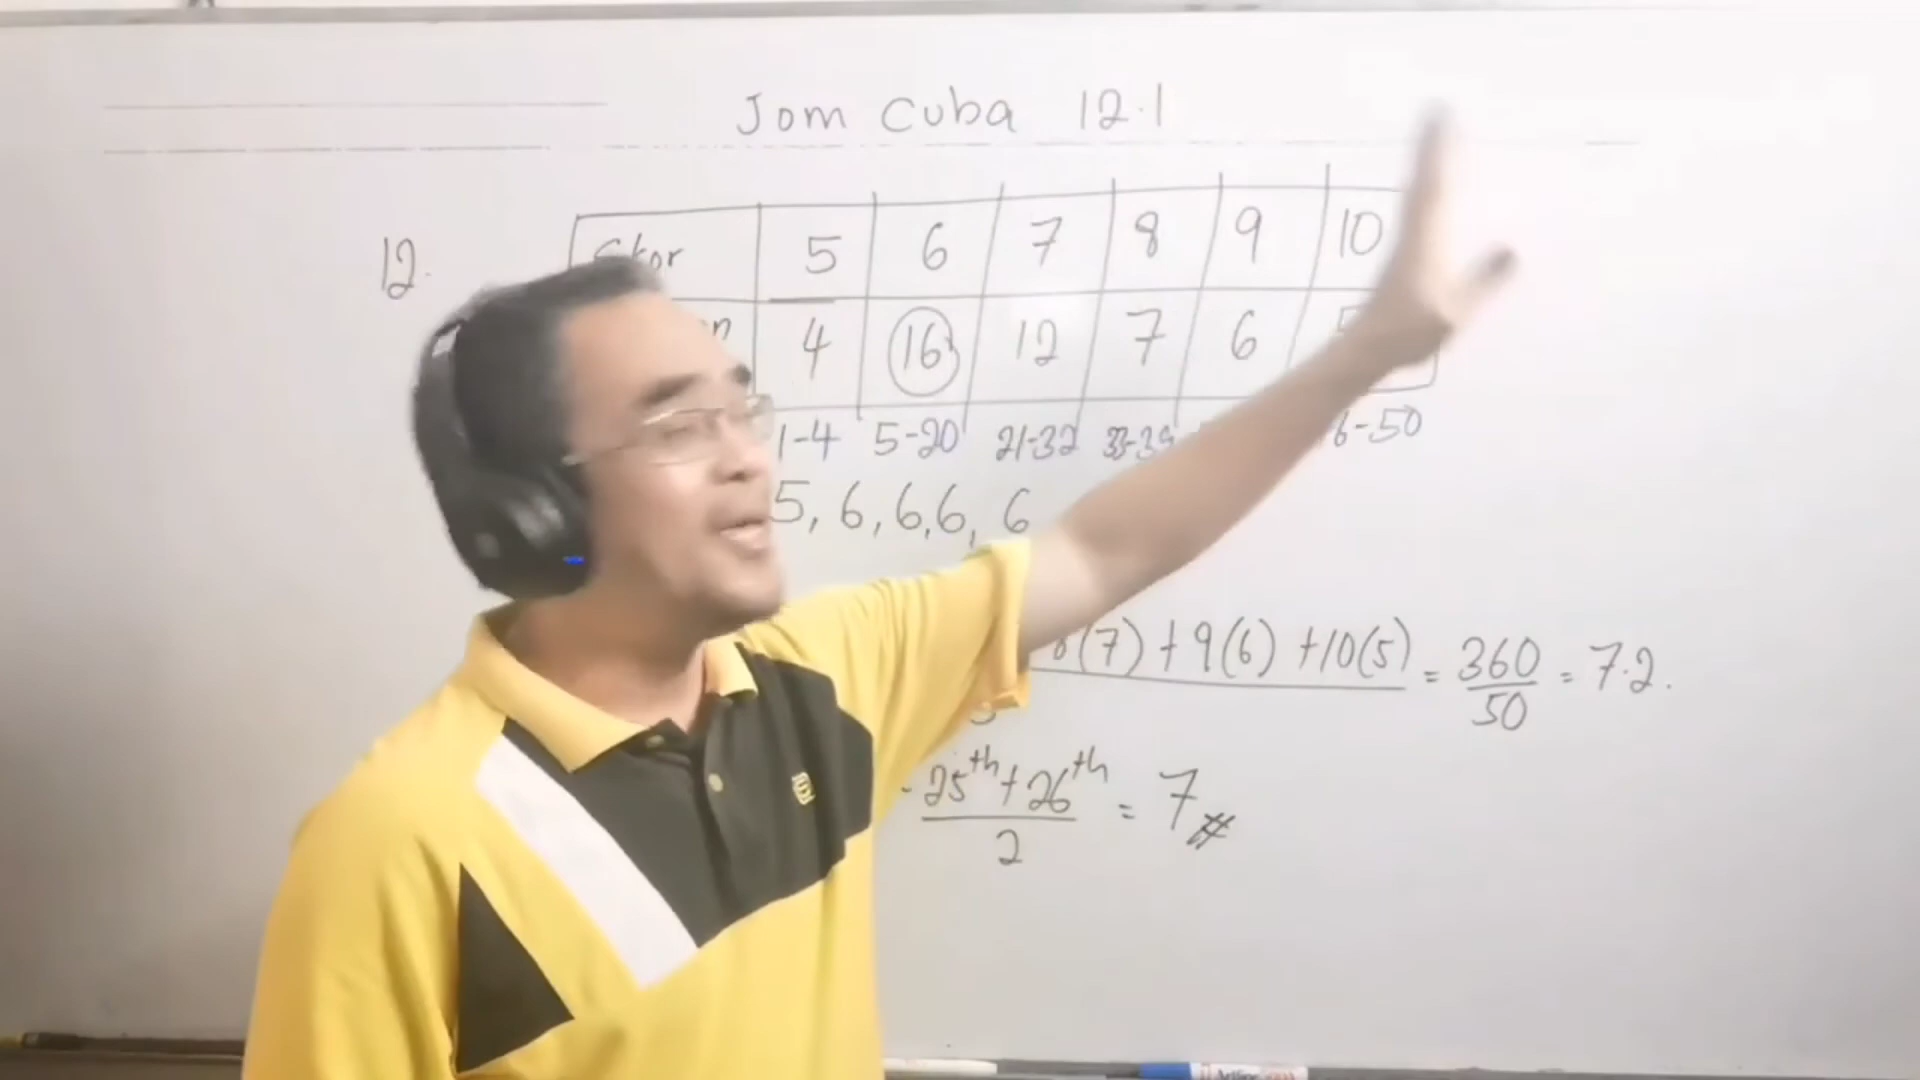 Jom Cuba 12.1
12. Skor 5 6 7 8 9 10
4 16 12 7 6
1-4 5-20 21-32 33-39 6-50
5, 6, 6, 6, 6
8(7) + 9(6) + 10(5) = 360/50 = 7.2.
25th + 26th / 2 = 7